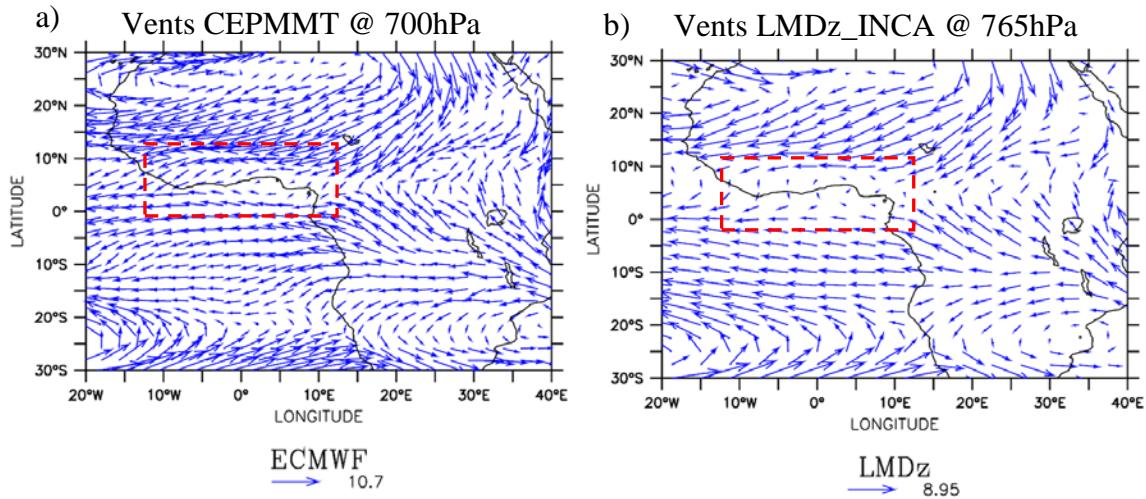 a) Vents CEPMMT @ 700hPa
30°N
20°N
10°N
0°
10°S
20°S
30°S
LATITUDE
20°W 10°W 0° 10°E 20°E 30°E 40°E
LONGITUDE
ECMWF
10.7
b) Vents LMDz_INCA @ 765hPa
30°N
20°N
10°N
0°
10°S
20°S
30°S
LATITUDE
20°W 10°W 0° 10°E 20°E 30°E 40°E
LONGITUDE
LMDz
8.95